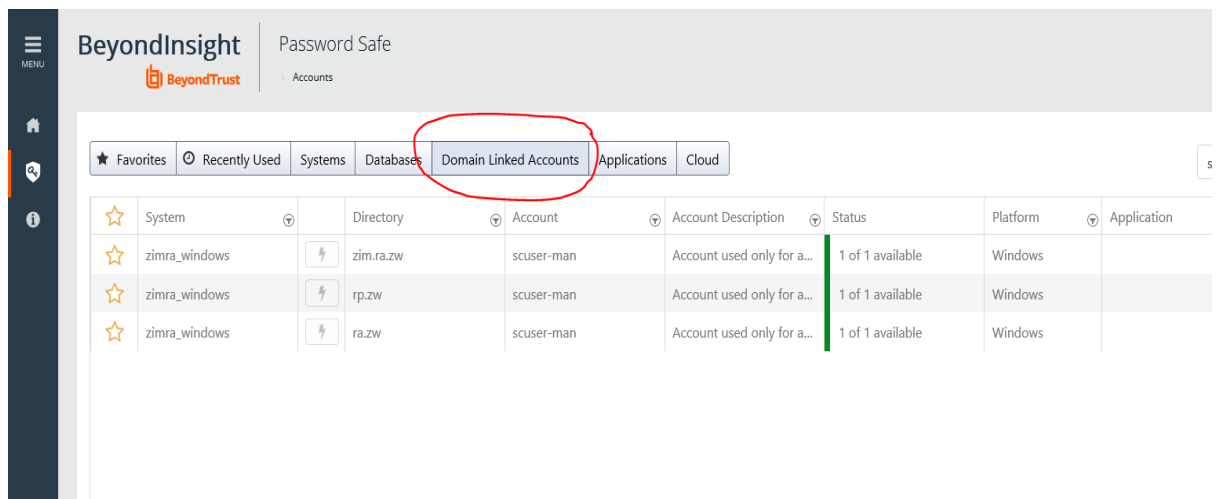 BeyondInsight
Password Safe
MENU
BeyondTrust
Accounts
Favorites Recently Used Systems Databases Domain Linked Accounts Applications Cloud
s
System Directory Account Account Description Status Platform Application
zimra_windows zim.ra.zw scuser-man Account used only for a... 1 of 1 available Windows
zimra_windows rp.zw scuser-man Account used only for a... 1 of 1 available Windows
zimra_windows ra.zw scuser-man Account used only for a... 1 of 1 available Windows